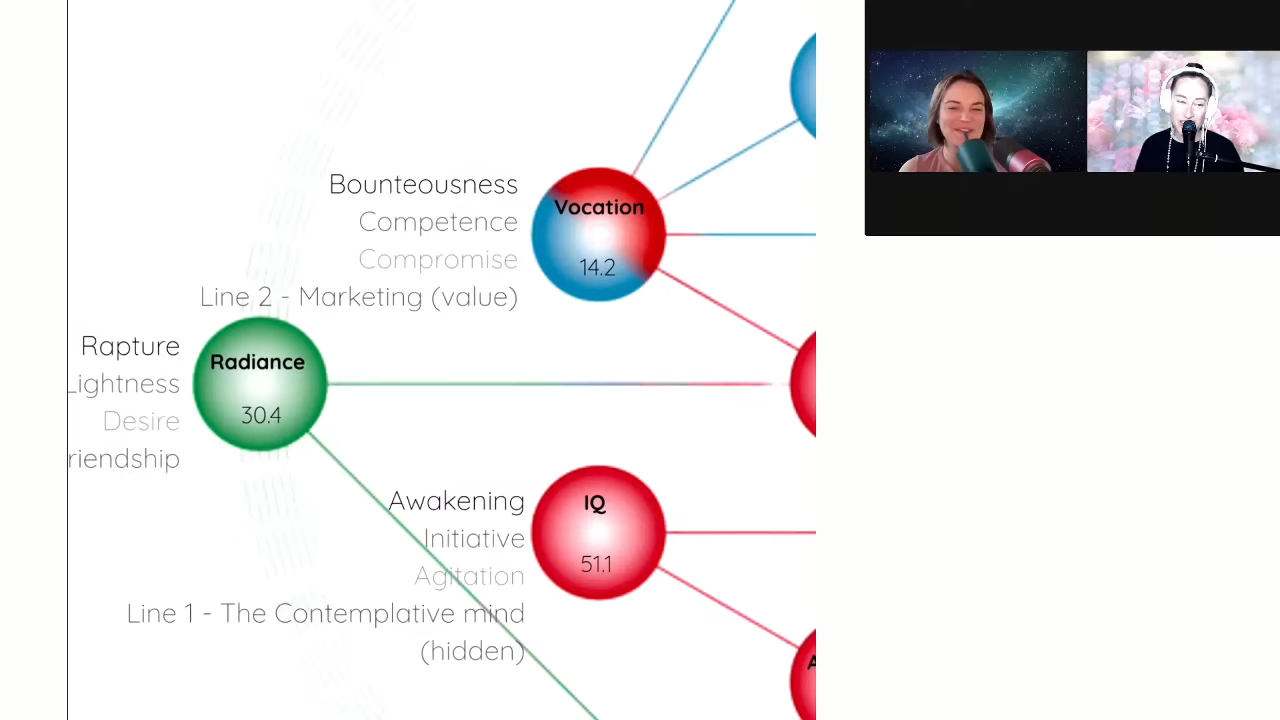 Bounteousness
Competence
Compromise
Line 2 - Marketing (value)
Vocation
14.2
Rapture
Lightness
Desire
riendship
Radiance
30.4
Awakening
Initiative
Agitation
Line 1 - The Contemplative mind
(hidden)
IQ
51.1
A